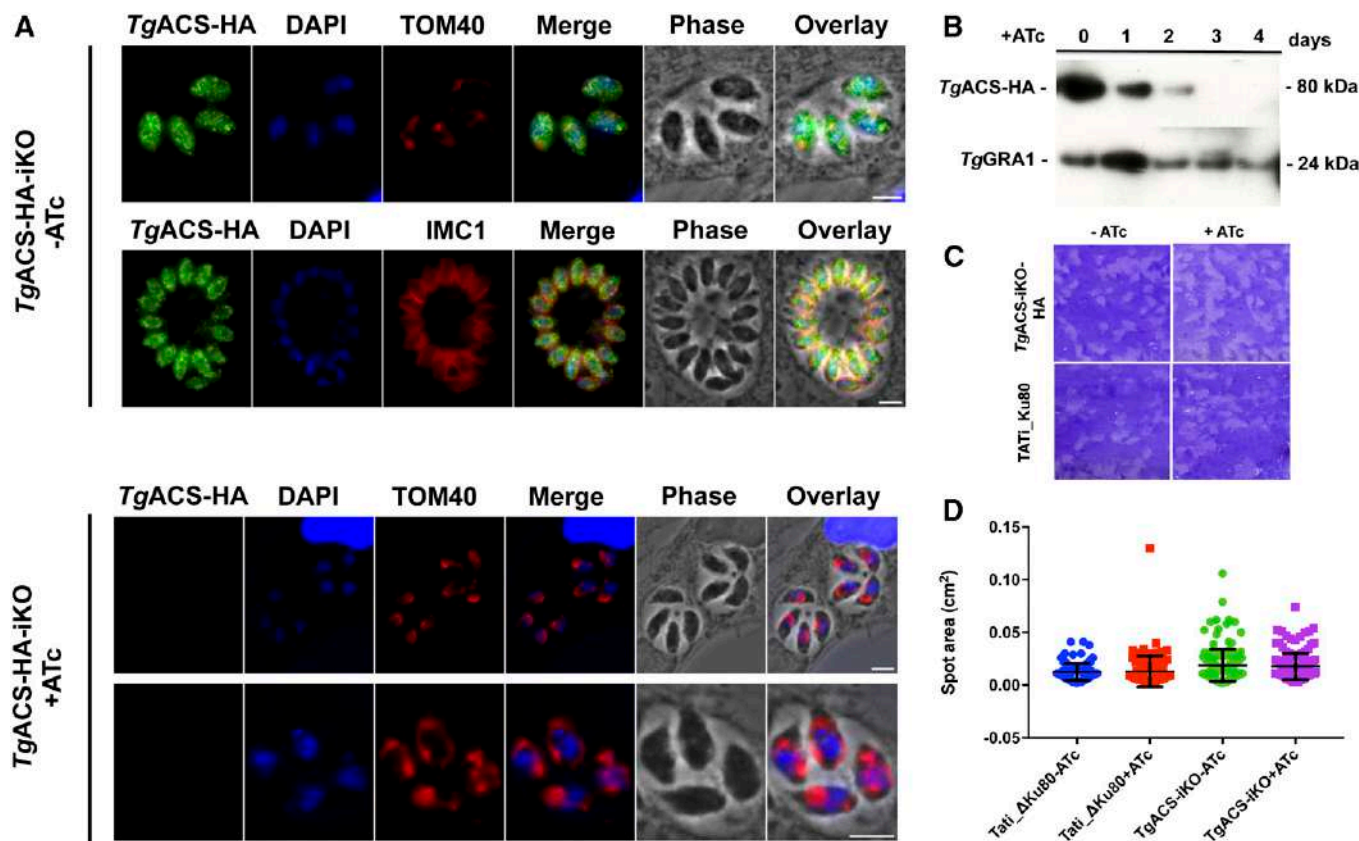 A
TgACS-HA DAPI TOM40 Merge Phase Overlay
TgACS-HA-iKO
-ATc
TgACS-HA DAPI IMC1 Merge Phase Overlay
TgACS-HA DAPI TOM40 Merge Phase Overlay
TgACS-HA-iKO
+ATc
B
+ATc 0 1 2 3 4 days
TgACS-HA - - 80 kDa
TgGRA1 - - 24 kDa
C
- ATc + ATc
TgACS-iKO-
HA
TATi_Ku80
D
Spot area (cm²)
0.15
0.10
0.05
0.00
-0.05
Tati_ΔKu80-ATc
Tati_ΔKu80+ATc
TgACS-iKO-ATc
TgACS-iKO+ATc